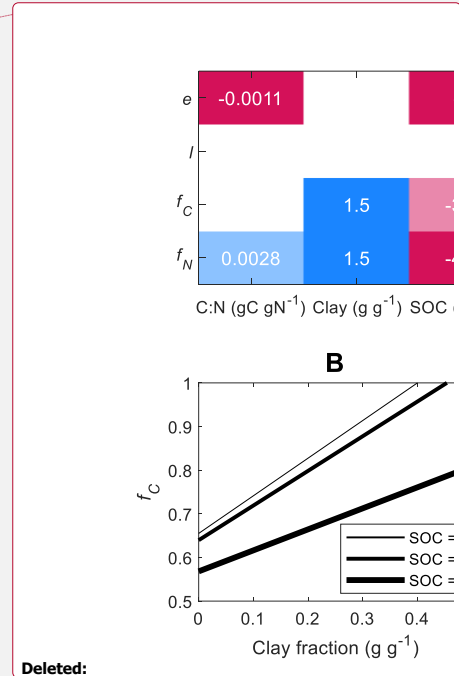 e -0.0011
l
f_C 1.5
f_N 0.0028 1.5
C:N (gC gN⁻¹) Clay (g g⁻¹) SOC (
B
1
0.9
0.8
f_C
0.7
0.6
0.5
SOC =
SOC =
SOC =
0 0.1 0.2 0.3 0.4
Clay fraction (g g⁻¹)
Deleted: